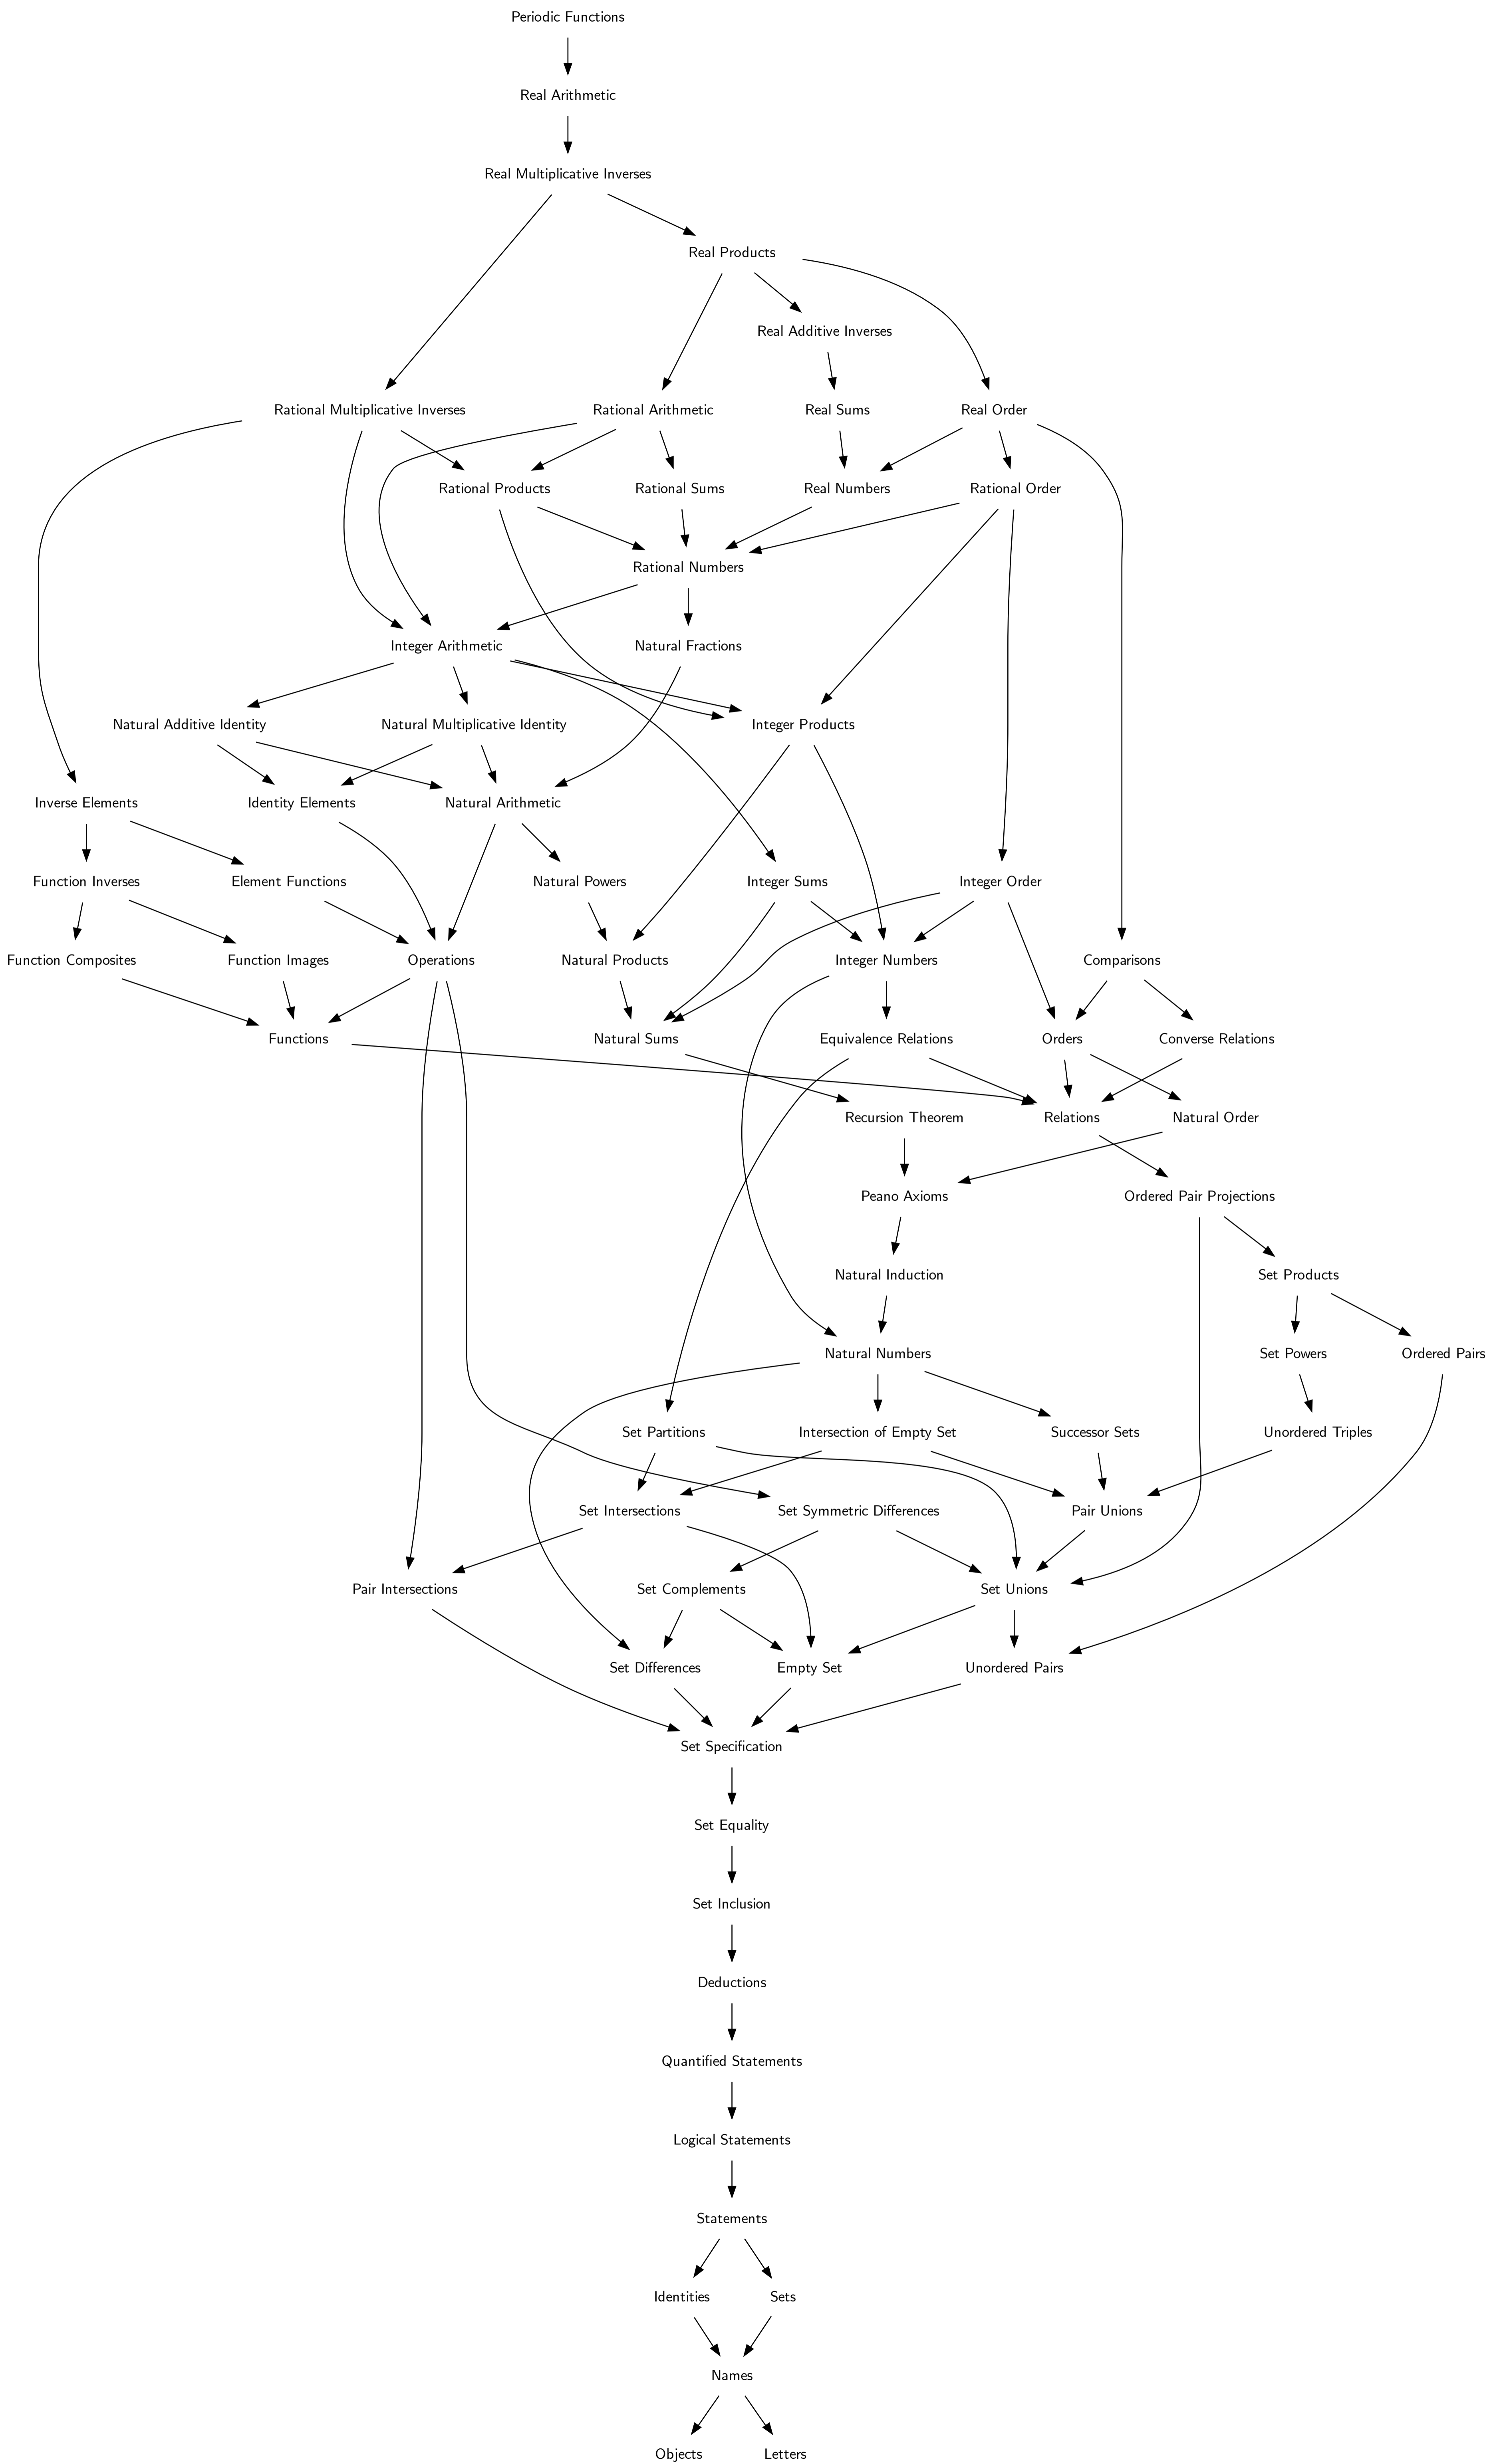 Periodic Functions
Real Arithmetic
Real Multiplicative Inverses
Real Products
Real Additive Inverses
Rational Multiplicative Inverses
Rational Arithmetic
Real Sums
Real Order
Rational Products
Rational Sums
Real Numbers
Rational Order
Rational Numbers
Integer Arithmetic
Natural Fractions
Natural Additive Identity
Natural Multiplicative Identity
Integer Products
Inverse Elements
Identity Elements
Natural Arithmetic
Function Inverses
Element Functions
Natural Powers
Integer Sums
Integer Order
Function Composites
Function Images
Operations
Natural Products
Integer Numbers
Comparisons
Functions
Natural Sums
Equivalence Relations
Orders
Converse Relations
Recursion Theorem
Relations
Natural Order
Peano Axioms
Ordered Pair Projections
Natural Induction
Set Products
Natural Numbers
Set Powers
Ordered Pairs
Set Partitions
Intersection of Empty Set
Successor Sets
Unordered Triples
Set Intersections
Set Symmetric Differences
Pair Unions
Pair Intersections
Set Complements
Set Unions
Set Differences
Empty Set
Unordered Pairs
Set Specification
Set Equality
Set Inclusion
Deductions
Quantified Statements
Logical Statements
Statements
Identities
Sets
Names
Objects
Letters